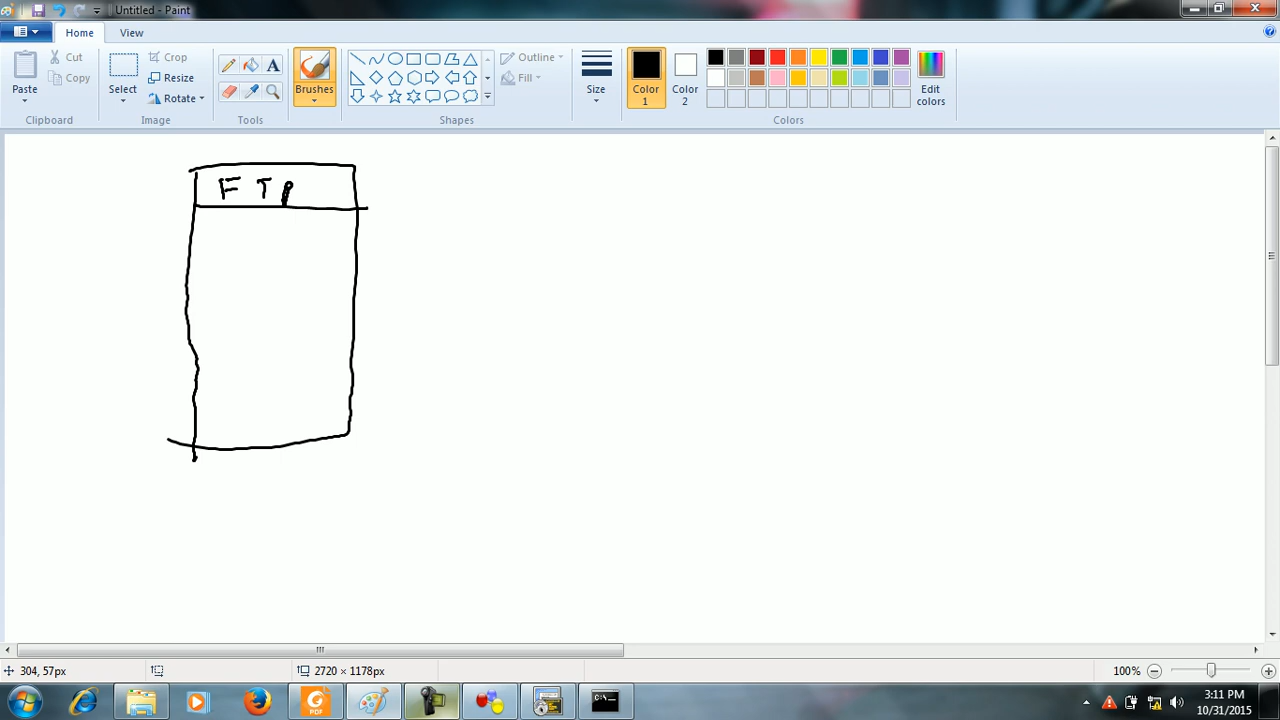 Untitled - Paint
Home View
Paste
Cut
Copy
Clipboard
Select
Crop
Resize
Rotate
Image
A
Tools
Brushes
Outline
Fill
Shapes
Size
Color 1
Color 2
Edit colors
Colors
F T P
304, 57px
2720 × 1178px
100%
PDF
C:\_
3:11 PM
10/31/2015